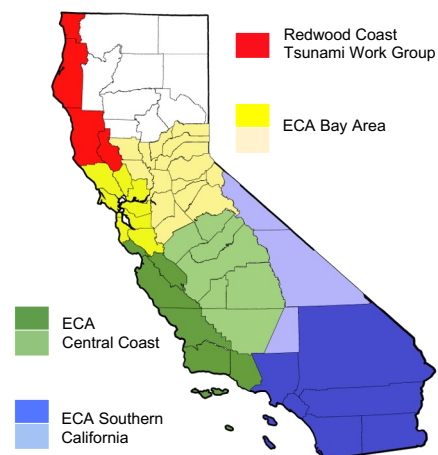 Redwood Coast
Tsunami Work Group
ECA Bay Area
ECA
Central Coast
ECA Southern
California